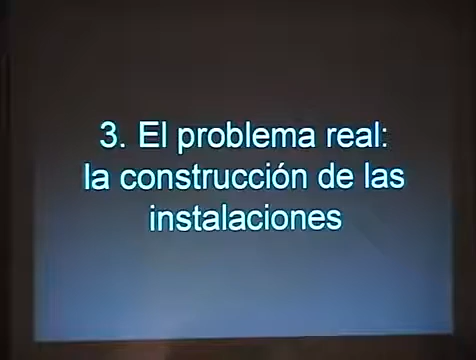 3. El problema real:
la construcción de las
instalaciones